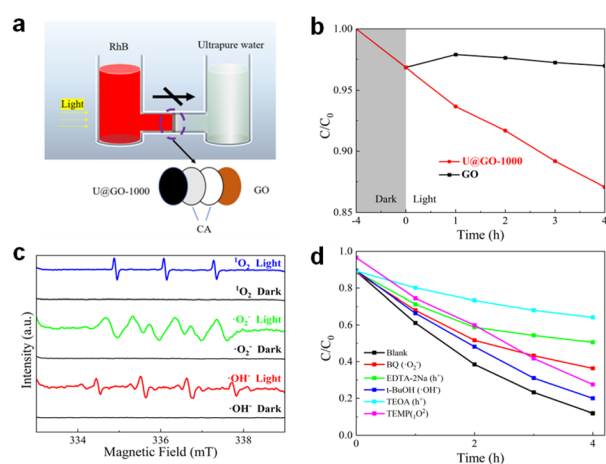 a
RhB
Ultrapure water
Light
U@GO-1000
GO
CA
b
1.00
0.95
0.90
0.85
C/C0
U@GO-1000
GO
Dark
Light
-4
0
1
2
3
4
Time (h)
c
Intensity (a.u.)
¹O₂ Light
¹O₂ Dark
·O₂⁻ Light
·O₂⁻ Dark
·OH⁻ Light
·OH⁻ Dark
334
336
338
Magnetic Field (mT)
d
1.0
0.8
0.6
0.4
0.2
0.0
C/C₀
Blank
BQ (·O₂⁻)
EDTA-2Na (h⁺)
t-BuOH (·OH⁻)
TEOA (h⁺)
TEMP(₁O²)
0
2
4
Time (h)